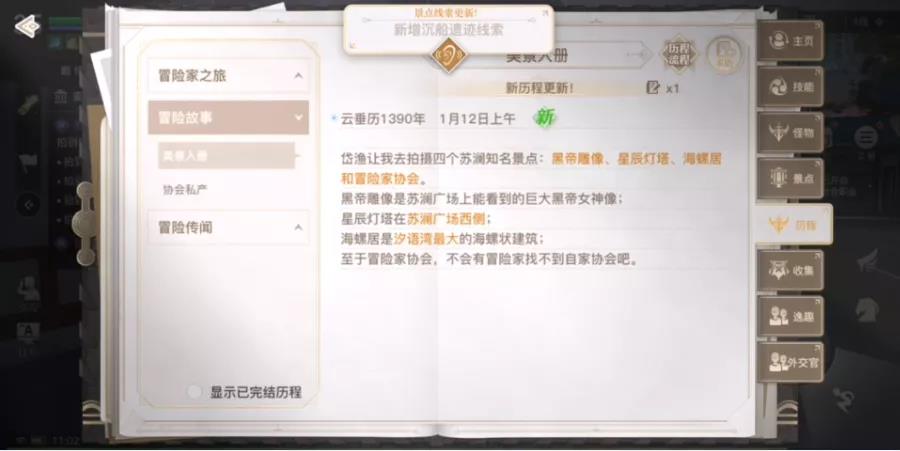 景点线索更新!
新增沉船遗迹线索
美景入册
历程
流程
新历程更新!
x1
冒险家之旅
冒险故事
美景入册
协会私产
冒险传闻
显示已完结历程
云垂历1390年 1月12日上午 新
岱渔让我去拍摄四个苏澜知名景点：黑帝雕像、星辰灯塔、海螺居
和冒险家协会。
黑帝雕像是苏澜广场上能看到的巨大黑帝女神像；
星辰灯塔在苏澜广场西侧；
海螺居是汐语湾最大的海螺状建筑；
至于冒险家协会，不会有冒险家找不到自家协会吧。
主页
技能
怪物
景点
历程
收集
逸趣
外交官
11:02